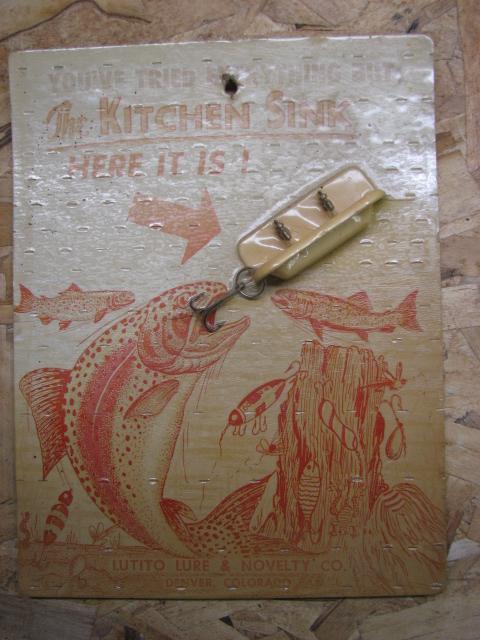 YOU'VE TRIED EVERYTHING BUT
The KITCHEN SINK
HERE IT IS!
LUTITO LURE & NOVELTY CO.
DENVER, COLORADO